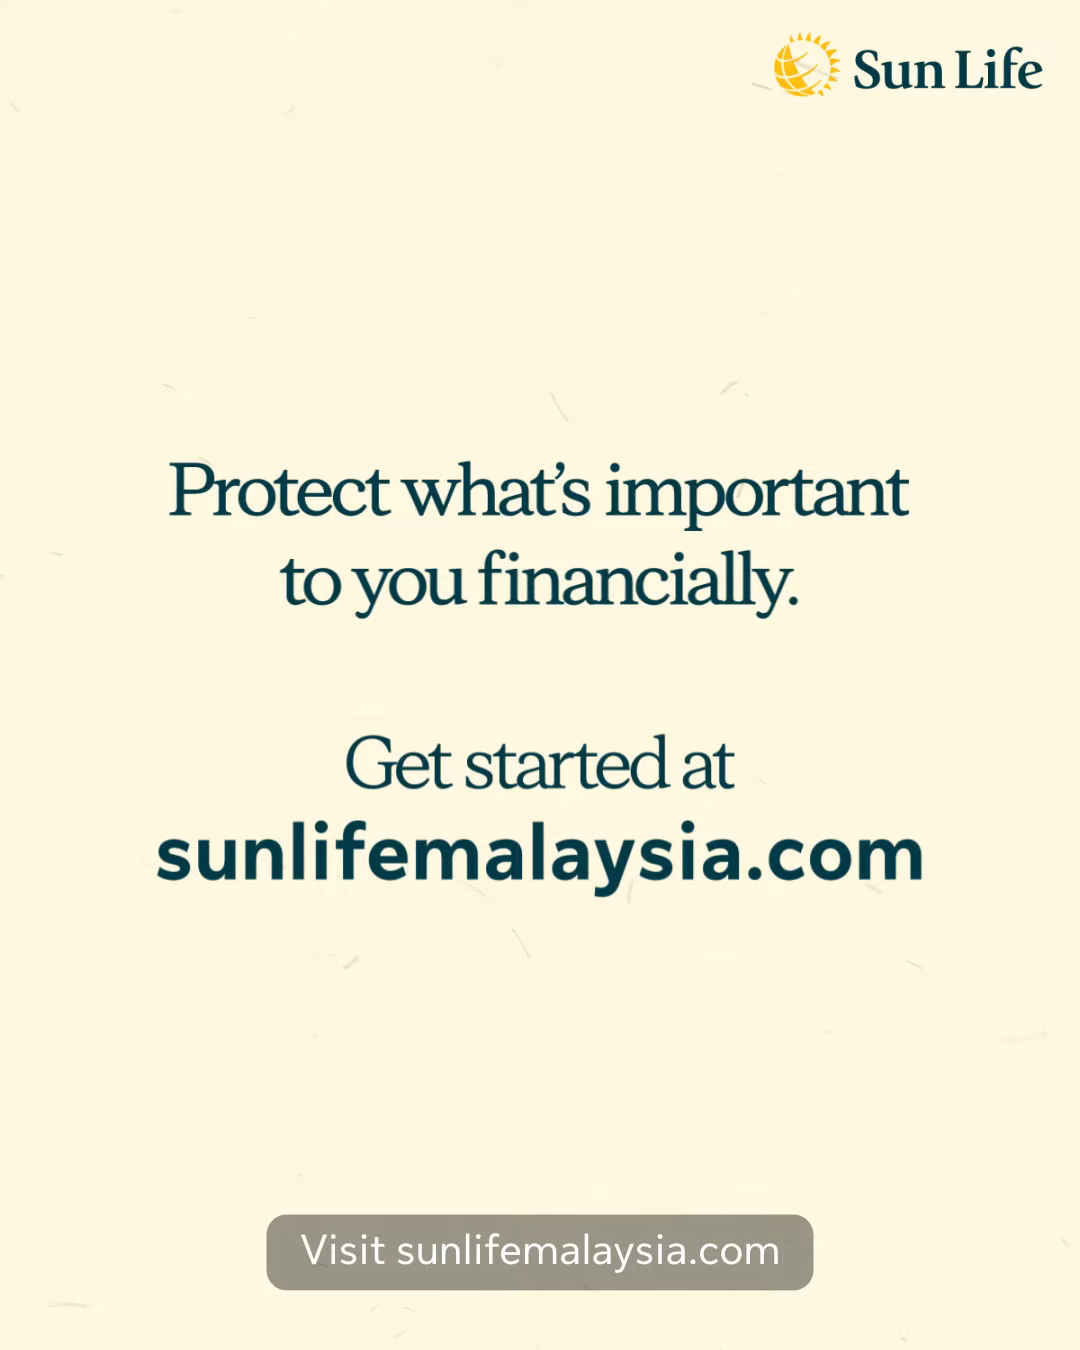 Sun Life
Protect what's important
to you financially.
Get started at
sunlifemalaysia.com
Visit sunlifemalaysia.com